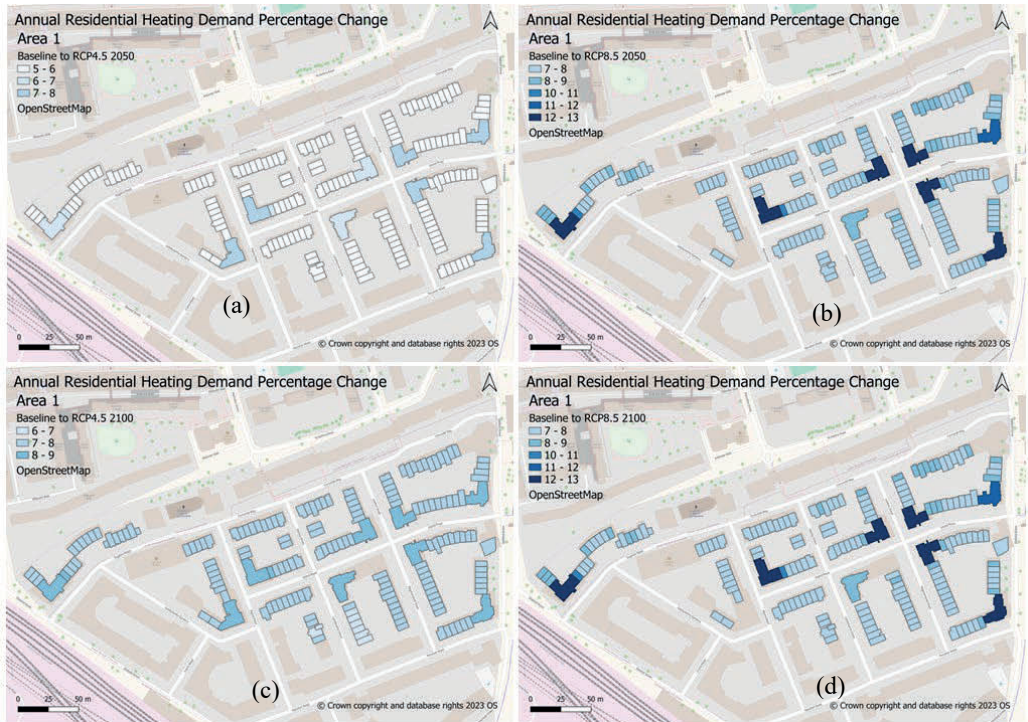 Annual Residential Heating Demand Percentage Change
Area 1
Baseline to RCP4.5 2050
5 - 6
6 - 7
7 - 8
OpenStreetMap
(a)
0 25 50 m
© Crown copyright and database rights 2023 OS
Annual Residential Heating Demand Percentage Change
Area 1
Baseline to RCP8.5 2050
7 - 8
8 - 9
10 - 11
11 - 12
12 - 13
OpenStreetMap
(b)
0 25 50 m
© Crown copyright and database rights 2023 OS
Annual Residential Heating Demand Percentage Change
Area 1
Baseline to RCP4.5 2100
6 - 7
7 - 8
8 - 9
OpenStreetMap
(c)
0 25 50 m
© Crown copyright and database rights 2023 OS
Annual Residential Heating Demand Percentage Change
Area 1
Baseline to RCP8.5 2100
7 - 8
8 - 9
10 - 11
11 - 12
12 - 13
OpenStreetMap
(d)
0 25 50 m
© Crown copyright and database rights 2023 OS